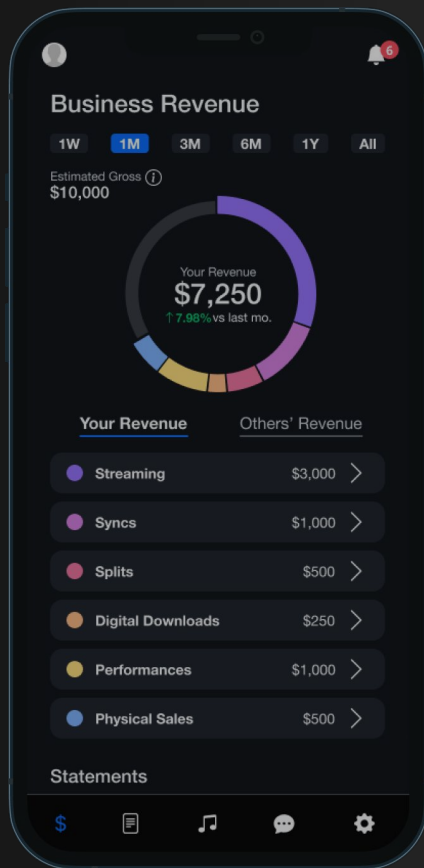 6
Business Revenue
1W 1M 3M 6M 1Y All
Estimated Gross i
$10,000
Your Revenue
$7,250
↑7.98% vs last mo.
Your Revenue Others' Revenue
Streaming $3,000
Syncs $1,000
Splits $500
Digital Downloads $250
Performances $1,000
Physical Sales $500
Statements
$